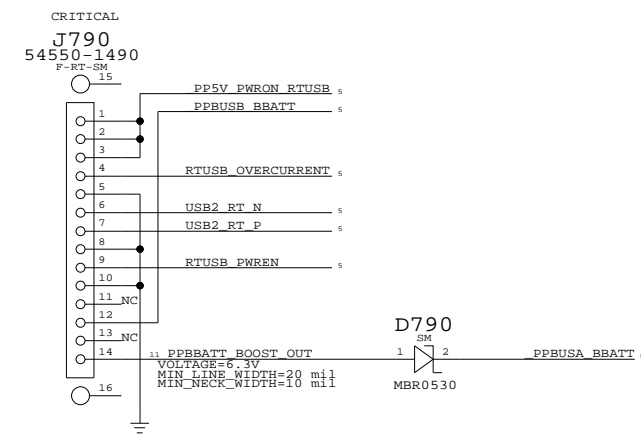 CRITICAL
J790
54550-1490
F-RT-SM
15
PP5V_PWRON_RTUSB 5
1
PPBUSB_BBATT 5
2
3
4 RTUSB_OVERCURRENT 5
5
6 USB2_RT_N 5
7 USB2_RT_P 5
8
9 RTUSB_PWREN 5
10
11 NC
12
13 NC
14 11 PPBBATT_BOOST_OUT
VOLTAGE=6.3V
MIN_LINE_WIDTH=20 mil
MIN_NECK_WIDTH=10 mil
D790
SM
1 2
MBR0530
PPBUSA_BBATT
16